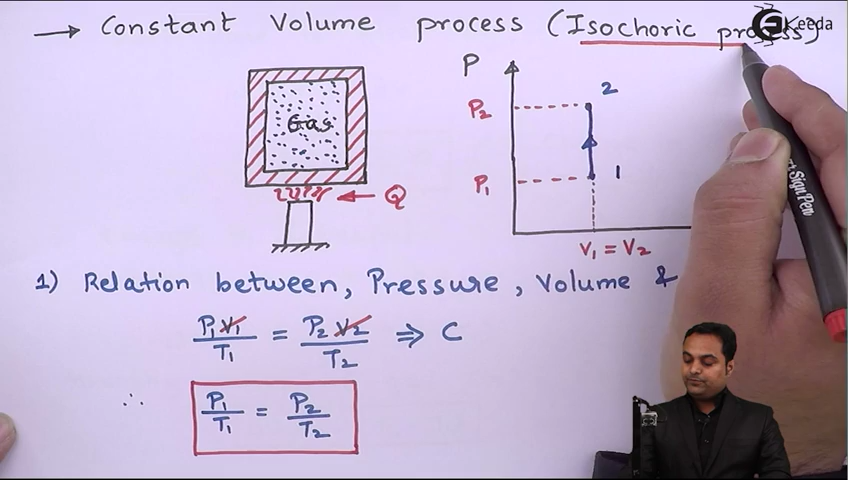 → Constant Volume process (Isochoric process)
Ekeeda
Gas
Q
P
P₂
2
P₁
1
V₁ = V₂
1) Relation between, Pressure, Volume &
P₁V₁/T₁ = P₂V₂/T₂ ⇒ C
∴ P₁/T₁ = P₂/T₂